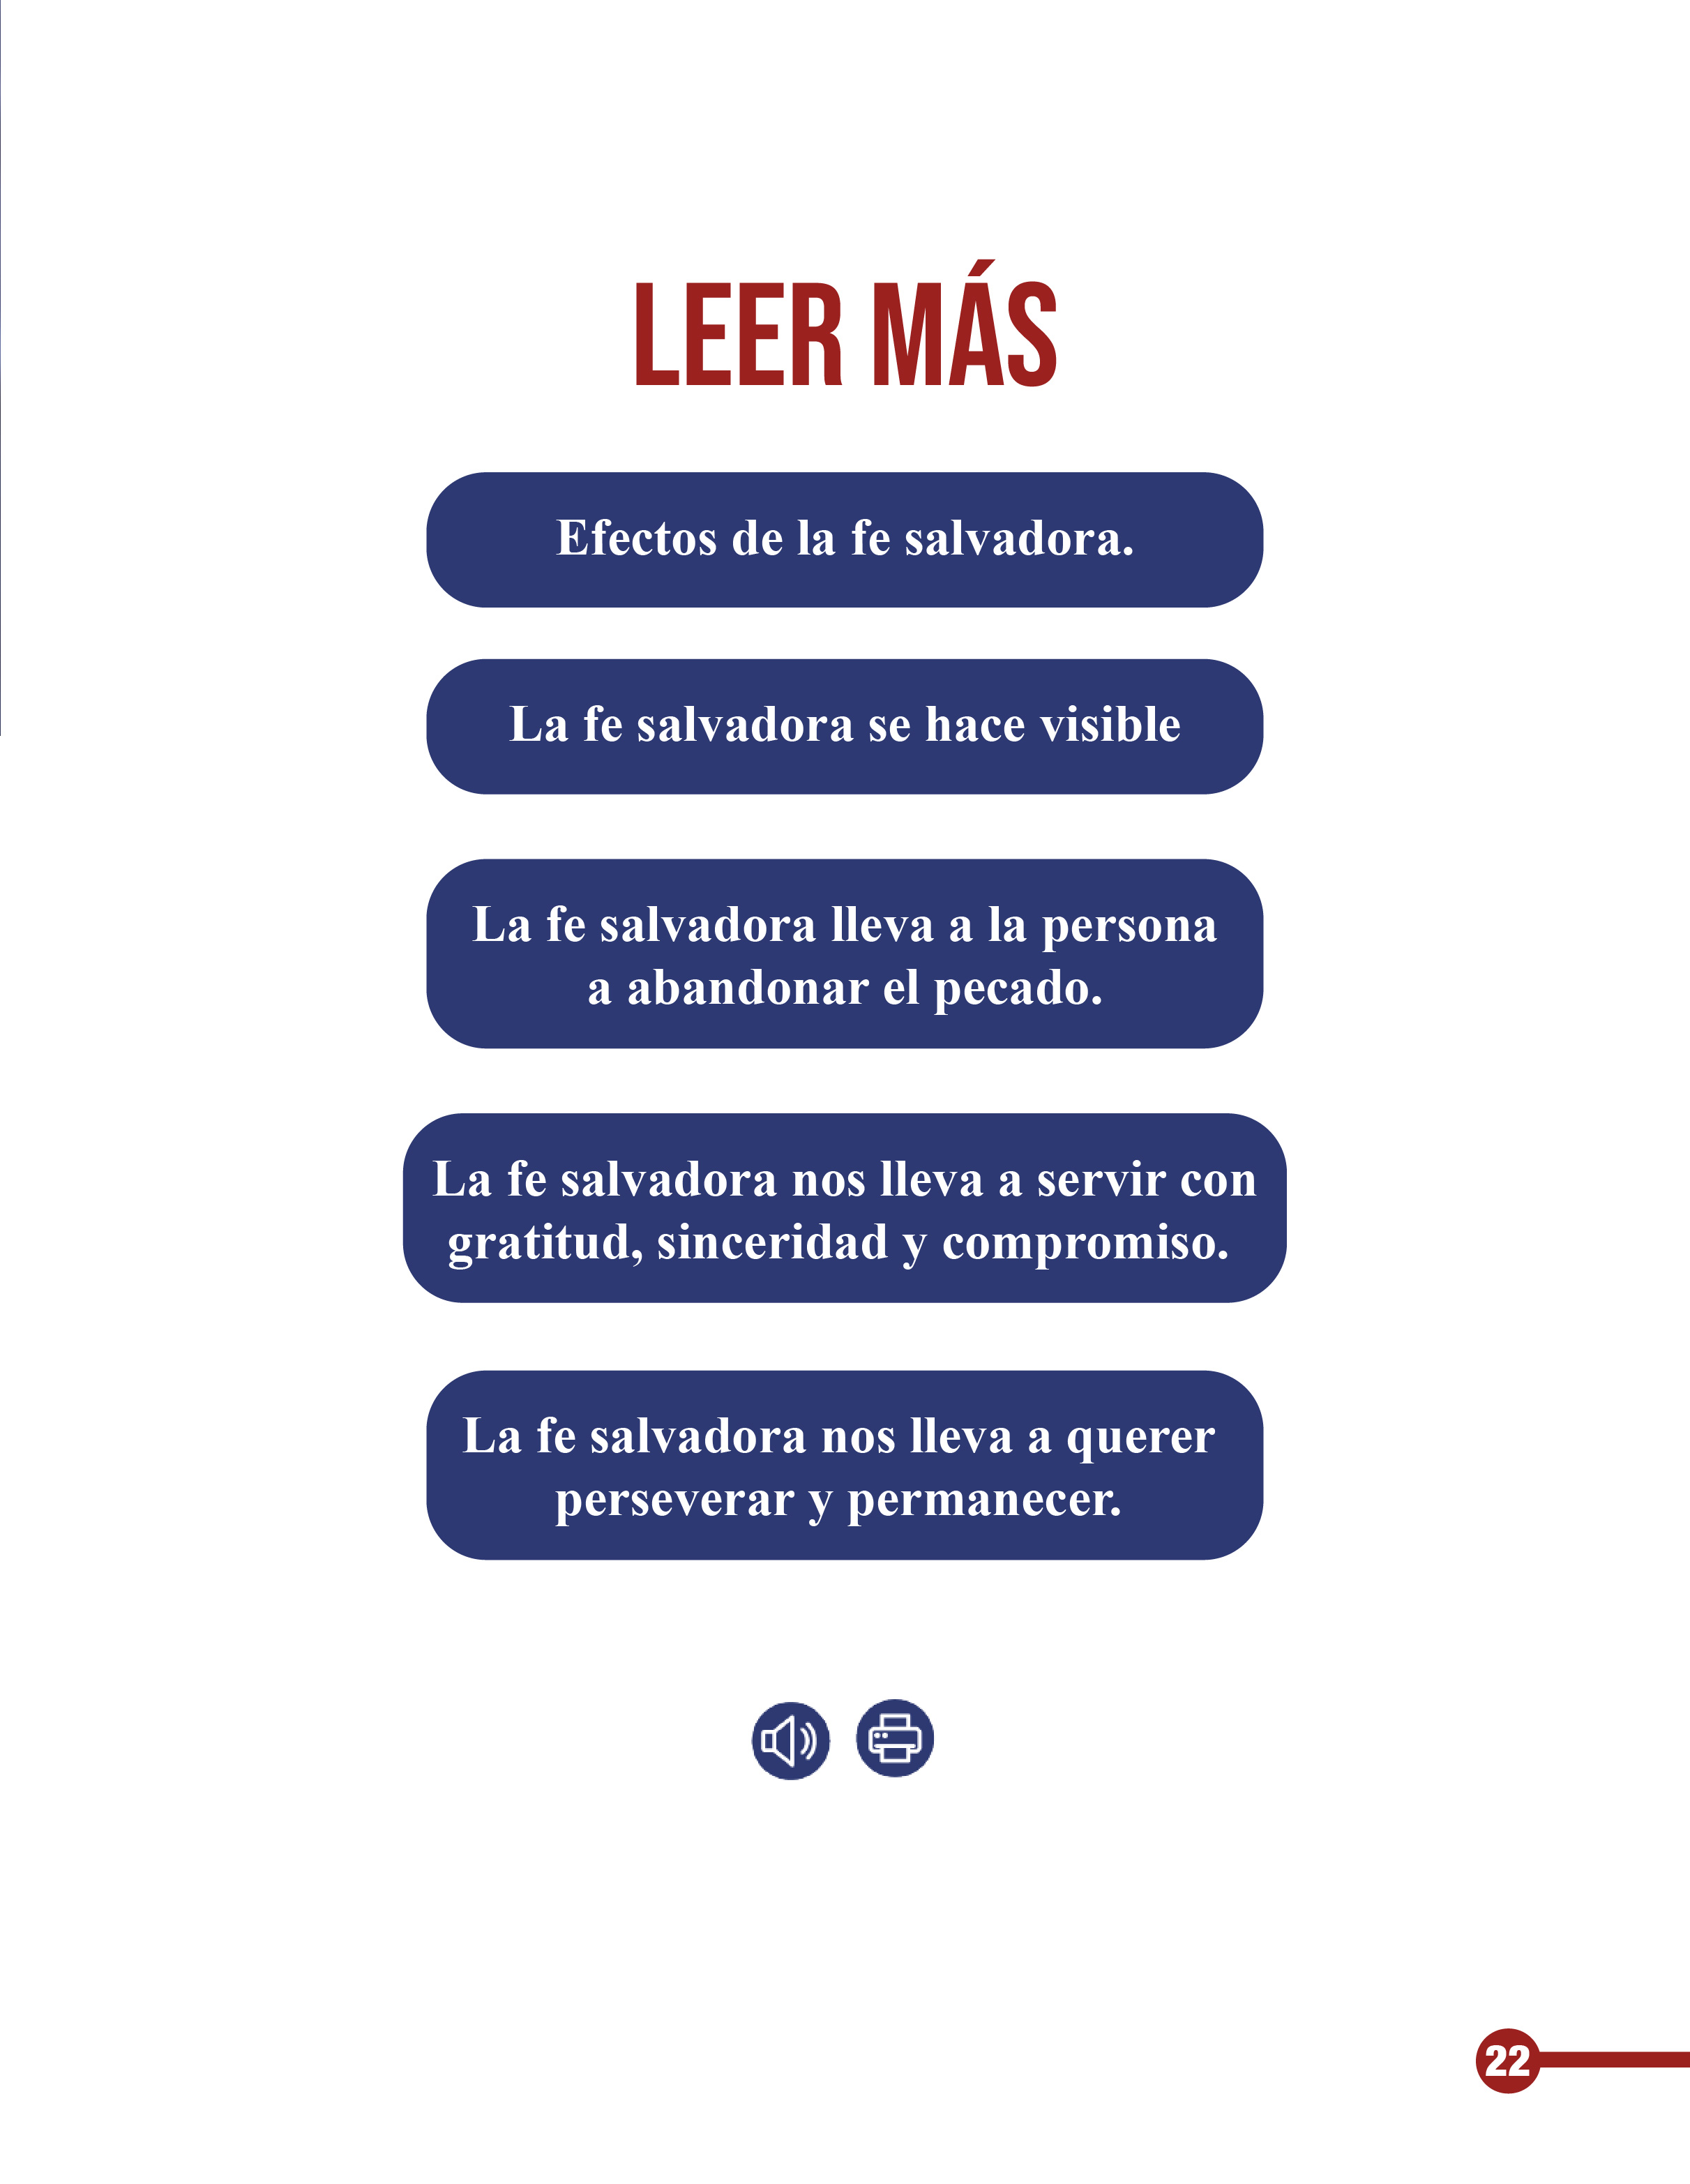 LEER MÁS
Efectos de la fe salvadora.
La fe salvadora se hace visible
La fe salvadora lleva a la persona
a abandonar el pecado.
La fe salvadora nos lleva a servir con
gratitud, sinceridad y compromiso.
La fe salvadora nos lleva a querer
perseverar y permanecer.
22